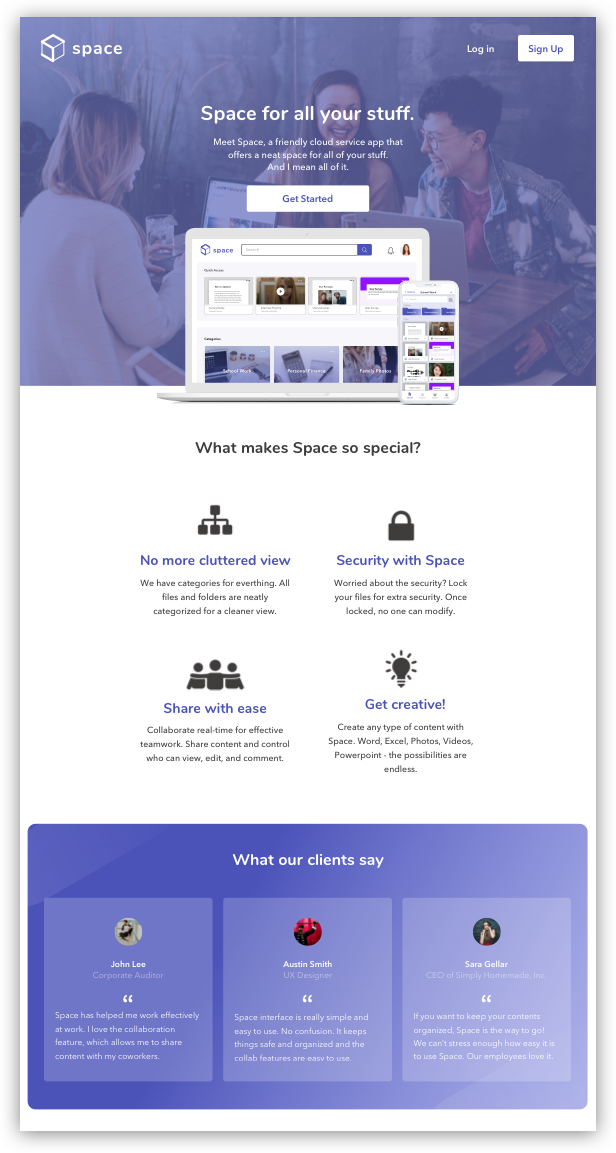 space
Log in
Sign Up
Space for all your stuff.
Meet Space, a friendly cloud service app that
offers a neat space for all of your stuff.
And I mean all of it.
Get Started
space
Search
Quick Access
Categories
School Work
Personal Finance
Family Photos
What makes Space so special?
No more cluttered view
We have categories for everthing. All
files and folders are neatly
categorized for a cleaner view.
Security with Space
Worried about the security? Lock
your files for extra security. Once
locked, no one can modify.
Share with ease
Collaborate real-time for effective
teamwork. Share content and control
who can view, edit, and comment.
Get creative!
Create any type of content with
Space. Word, Excel, Photos, Videos,
Powerpoint - the possibilities are
endless.
What our clients say
John Lee
Corporate Auditor
“
Space has helped me work effectively
at work. I love the collaboration
feature, which allows me to share
content with my coworkers.
Austin Smith
UX Designer
“
Space interface is really simple and
easy to use. No confusion. It keeps
things safe and organized and the
collab features are easy to use.
Sara Gellar
CEO of Simply Homemade, Inc
“
If you want to keep your contents
organized, Space is the way to go!
We can't stress enough how easy it is
to use Space. Our employees love it.